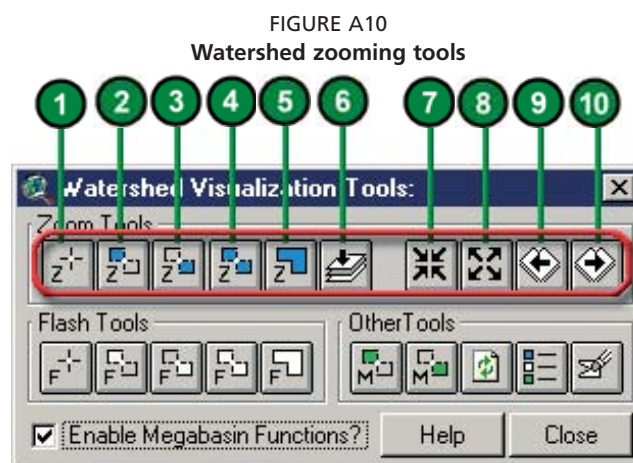 FIGURE A10
Watershed zooming tools
1 2 3 4 5 6 7 8 9 10
Watershed Visualization Tools:
Zoom Tools
Z Z Z Z Z
Flash Tools
OtherTools
F F F F F M M
Enable Megabasin Functions?
Help
Close